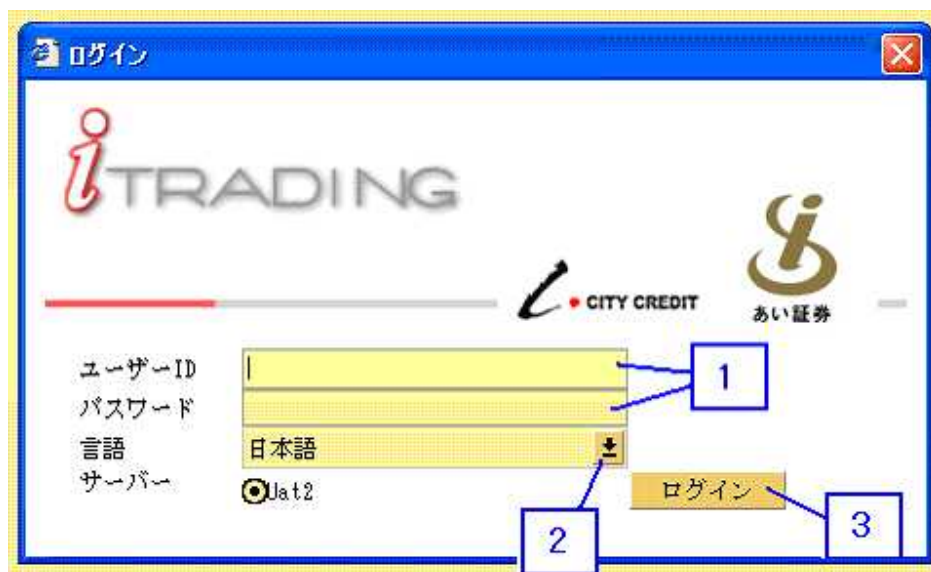 ログイン
iTRADING
CITY CREDIT
あい証券
ユーザーID
パスワード
言語
日本語
サーバー
Uat2
ログイン
1
2
3